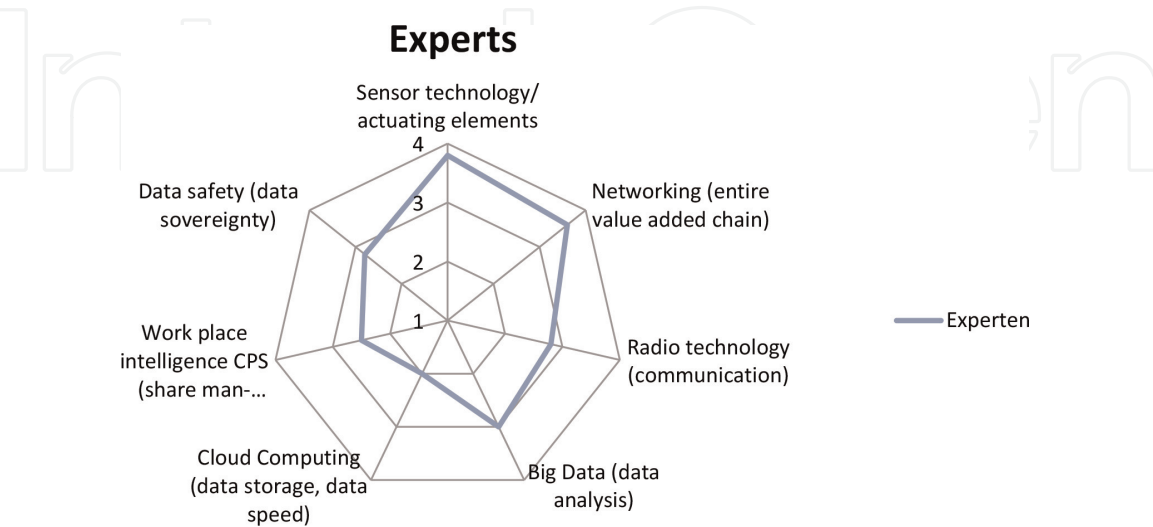 Experts
Sensor technology/
actuating elements
4
3
2
1
Networking (entire
value added chain)
Radio technology
(communication)
Big Data (data
analysis)
Cloud Computing
(data storage, data
speed)
Work place
intelligence CPS
(share man-...
Data safety (data
sovereignty)
Experten